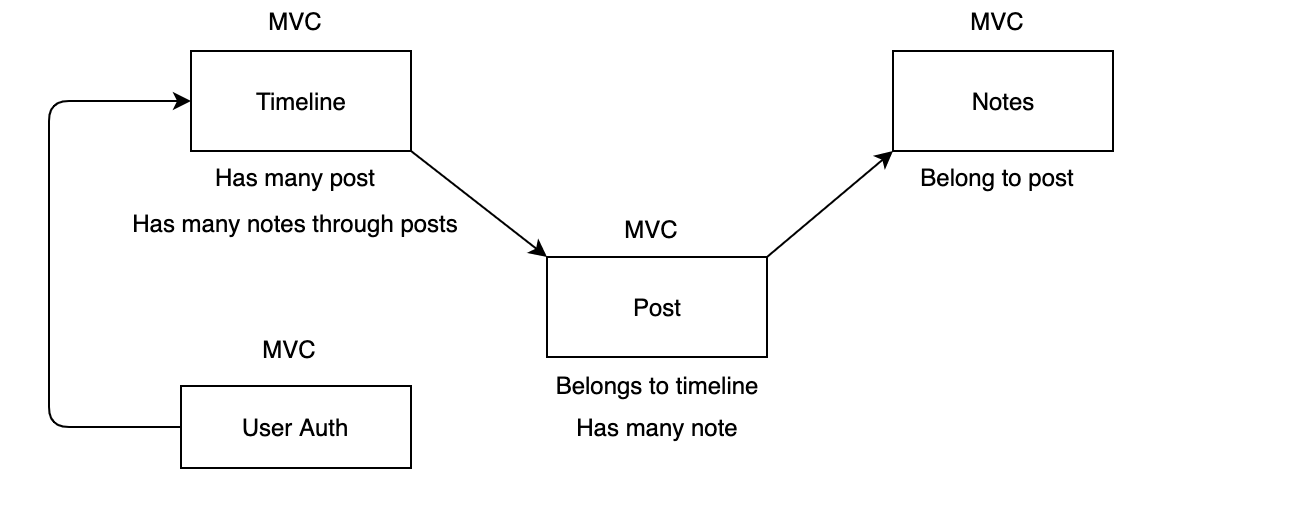 MVC
Timeline
Has many post
Has many notes through posts
MVC
Notes
Belong to post
MVC
Post
Belongs to timeline
Has many note
MVC
User Auth